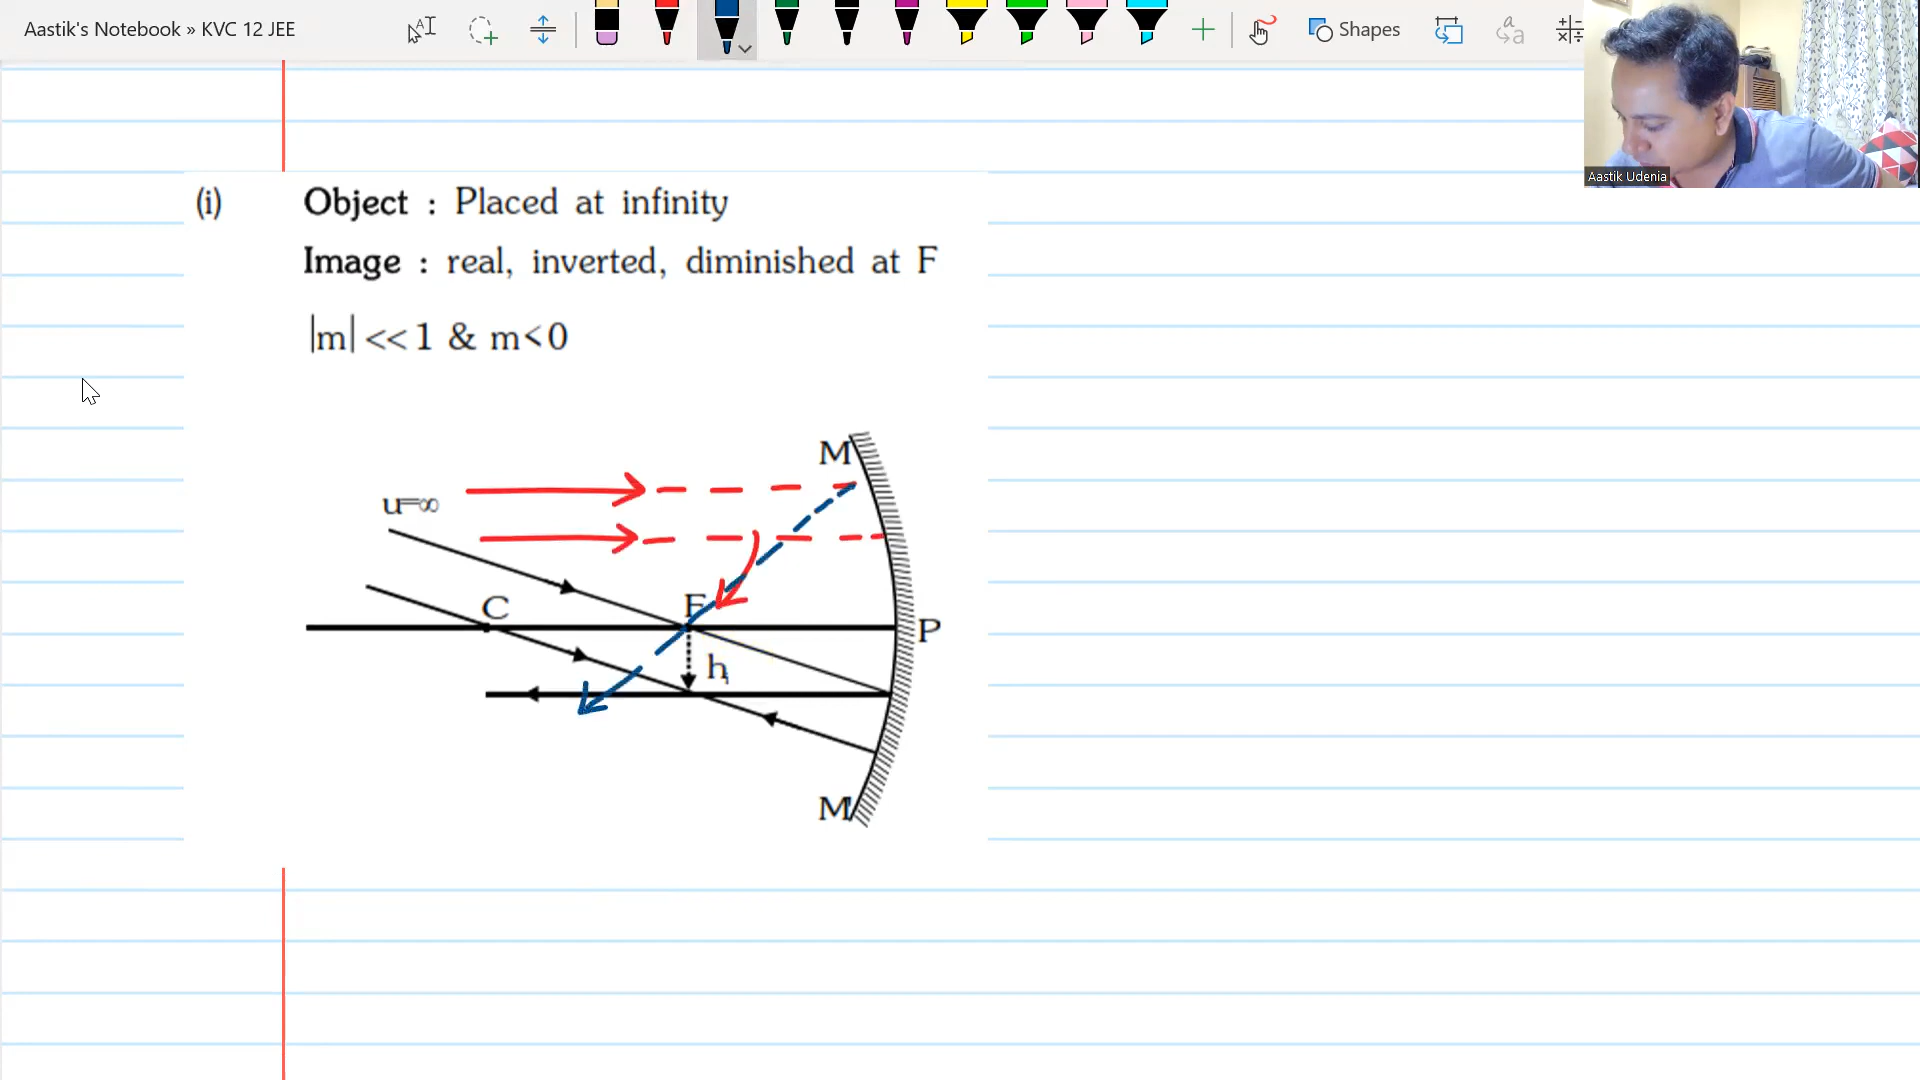 Aastik's Notebook » KVC 12 JEE
Shapes
Aastik Udenia
(i) Object : Placed at infinity
Image : real, inverted, diminished at F
|m| << 1 & m<0
M
u=∞
C
F
P
hi
M'